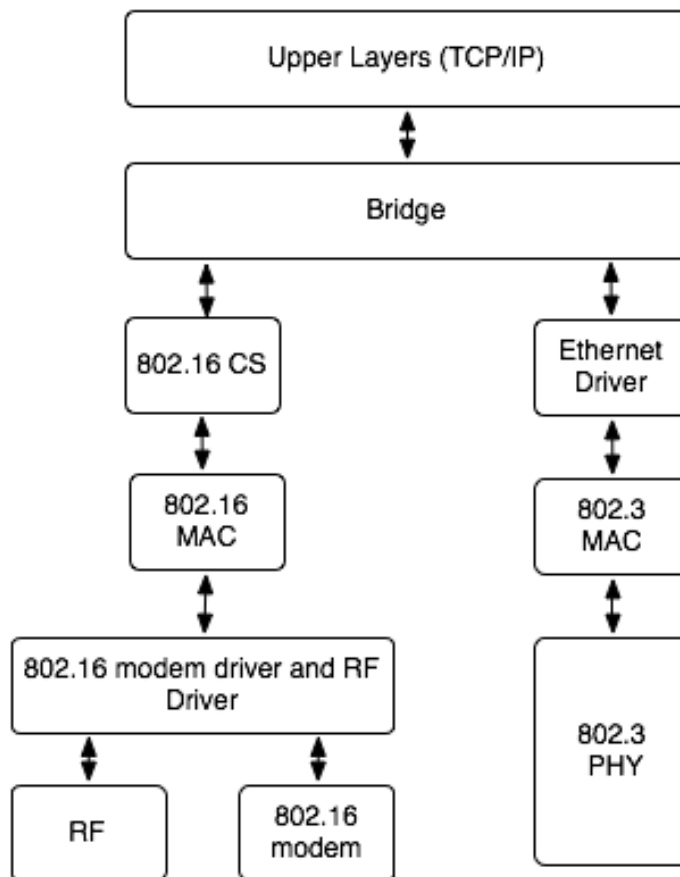 Upper Layers (TCP/IP)
Bridge
802.16 CS
Ethernet
Driver
802.16
MAC
802.3
MAC
802.16 modem driver and RF
Driver
802.3
PHY
RF
802.16
modem